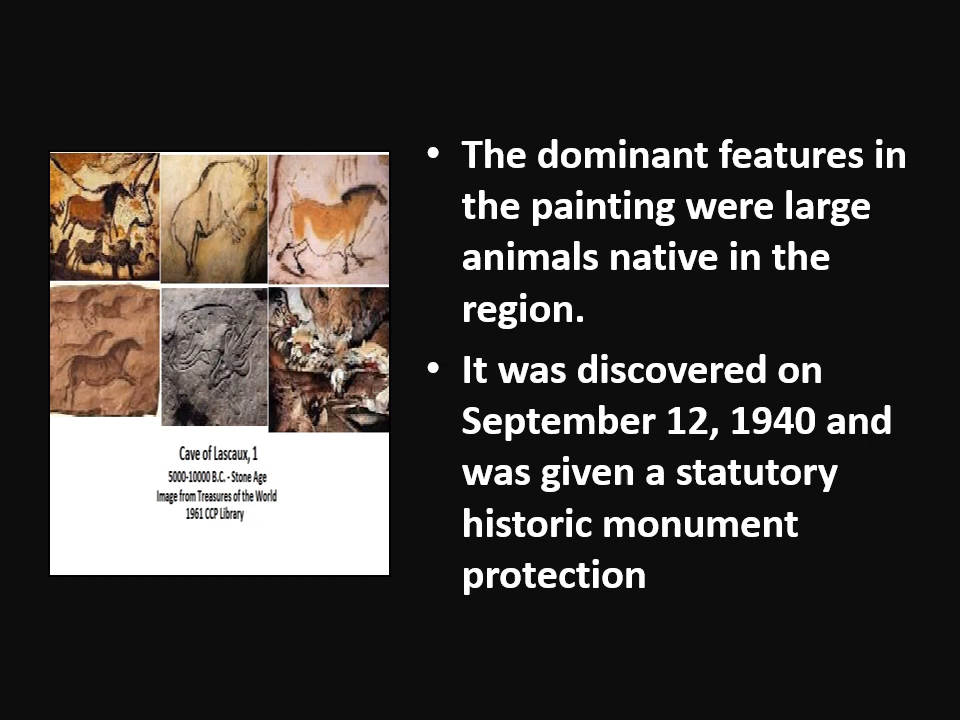 Cave of Lascaux, 1
5000-10000 B.C. - Stone Age
Image from Treasures of the World
1961 CCP Library
• The dominant features in
the painting were large
animals native in the
region.
• It was discovered on
September 12, 1940 and
was given a statutory
historic monument
protection